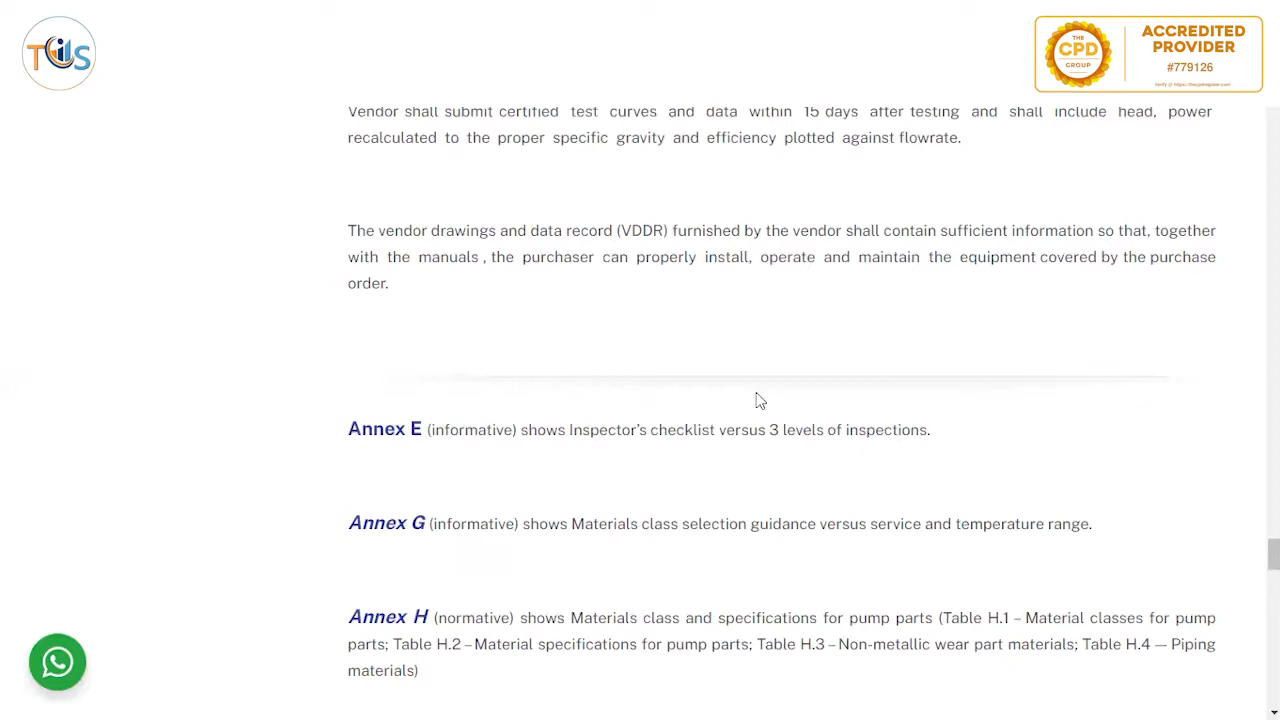 TCiLS
THE
CPD
GROUP
ACCREDITED
PROVIDER
#779126
Vendor shall submit certified test curves and data within 15 days after testing and shall include head, power
recalculated to the proper specific gravity and efficiency plotted against flowrate.
The vendor drawings and data record (VDDR) furnished by the vendor shall contain sufficient information so that, together
with the manuals , the purchaser can properly install, operate and maintain the equipment covered by the purchase
order.
Annex E (informative) shows Inspector’s checklist versus 3 levels of inspections.
Annex G (informative) shows Materials class selection guidance versus service and temperature range.
Annex H (normative) shows Materials class and specifications for pump parts (Table H.1 – Material classes for pump
parts; Table H.2 – Material specifications for pump parts; Table H.3 – Non-metallic wear part materials; Table H.4 — Piping
materials)